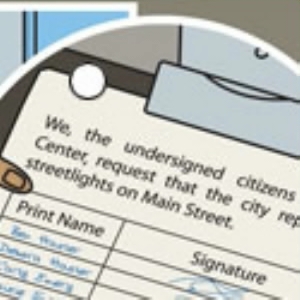 We, the undersigned citizens
Center, request that the city rep
streetlights on Main Street.
Print Name
Signature